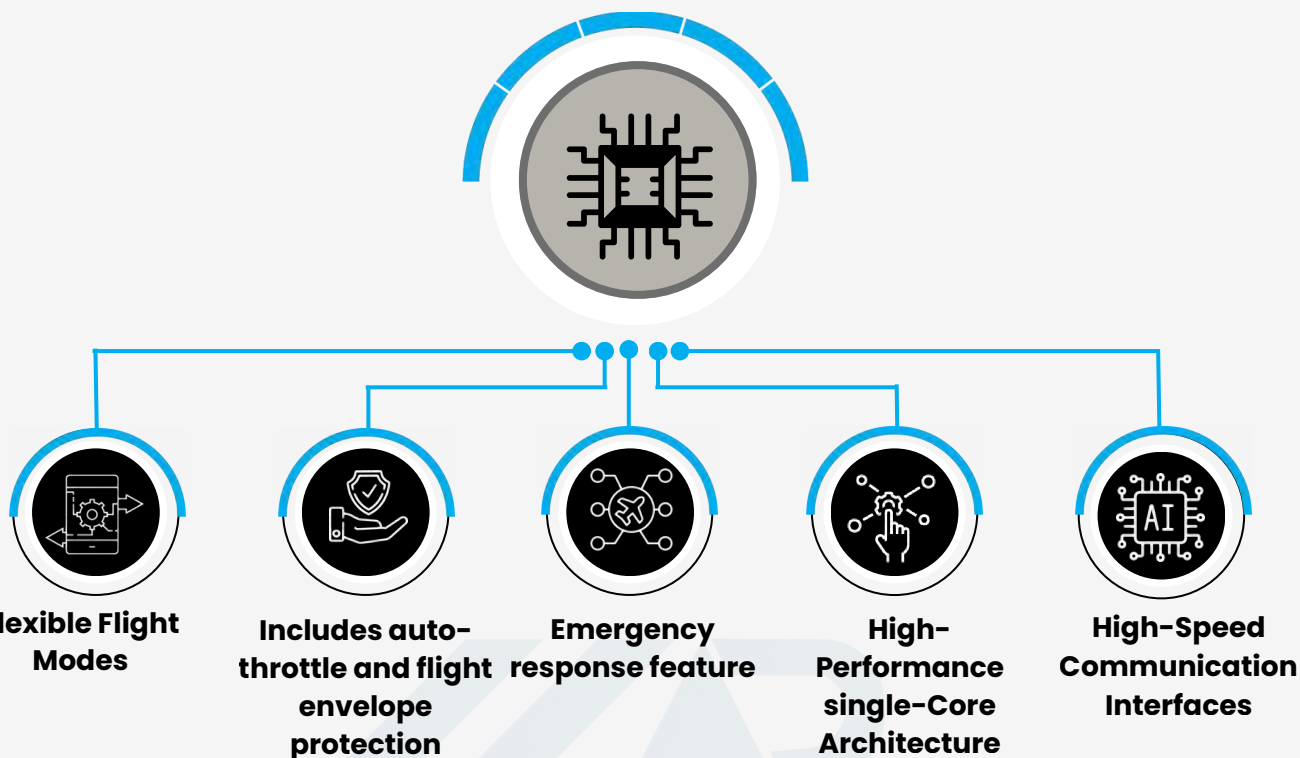 lexible Flight
Modes
Includes auto-
throttle and flight
envelope
protection
Emergency
response feature
High-
Performance
single-Core
Architecture
AI
High-Speed
Communication
Interfaces